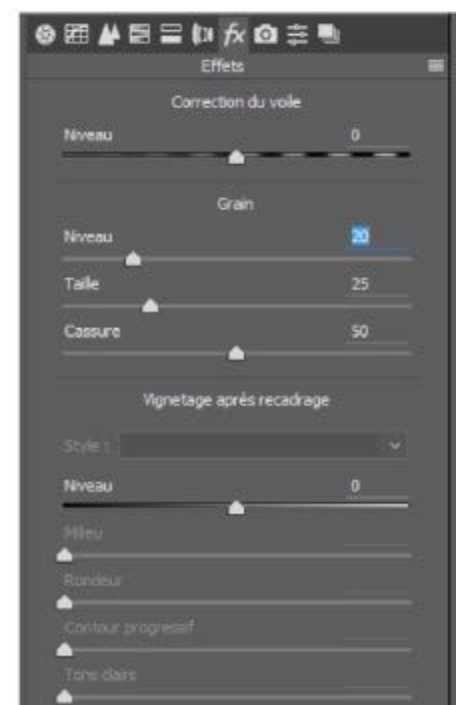 fx
Effets
Correction du voile
Niveau 0
Grain
Niveau 20
Taille 25
Cassure 50
Vignetage après recadrage
Style :
Niveau 0
Milieu
Rondeur
Contour progressif
Tons clairs